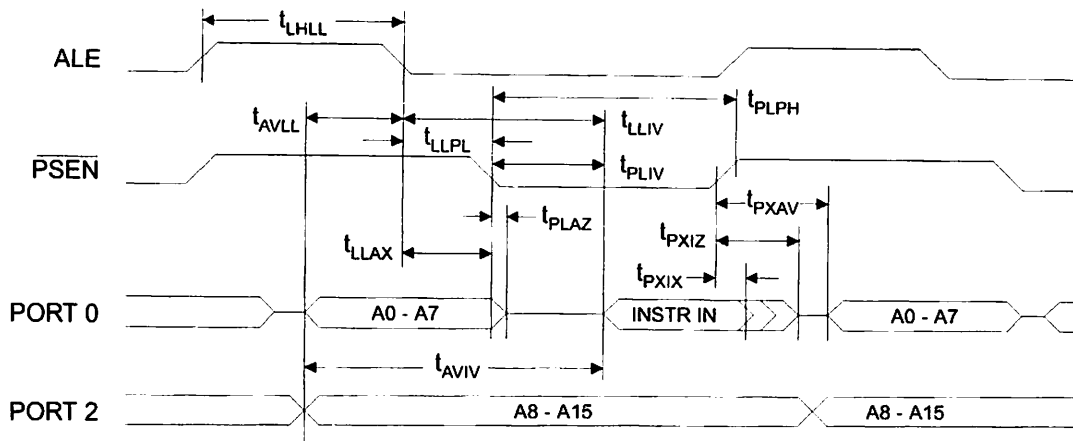 tLHLL
ALE
tPLPH
tAVLL
tLLIV
tLLPL
PSEN
tPLIV
tPXAV
tPLAZ
tPXIZ
tLLAX
tPXIX
PORT 0
A0 - A7
INSTR IN
A0 - A7
tAVIV
PORT 2
A8 - A15
A8 - A15